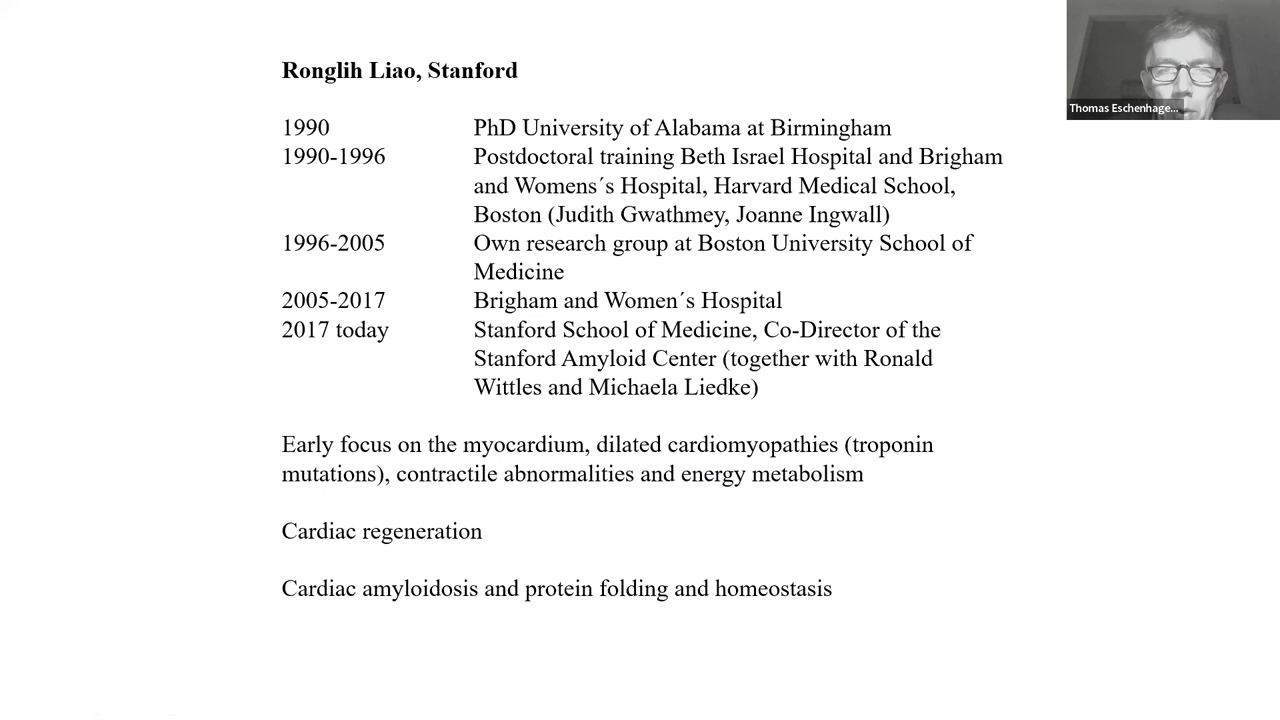 Ronglih Liao, Stanford
Thomas Eschenhage...
1990 PhD University of Alabama at Birmingham
1990-1996 Postdoctoral training Beth Israel Hospital and Brigham
and Womens´s Hospital, Harvard Medical School,
Boston (Judith Gwathmey, Joanne Ingwall)
1996-2005 Own research group at Boston University School of
Medicine
2005-2017 Brigham and Women´s Hospital
2017 today Stanford School of Medicine, Co-Director of the
Stanford Amyloid Center (together with Ronald
Wittles and Michaela Liedke)
Early focus on the myocardium, dilated cardiomyopathies (troponin
mutations), contractile abnormalities and energy metabolism
Cardiac regeneration
Cardiac amyloidosis and protein folding and homeostasis